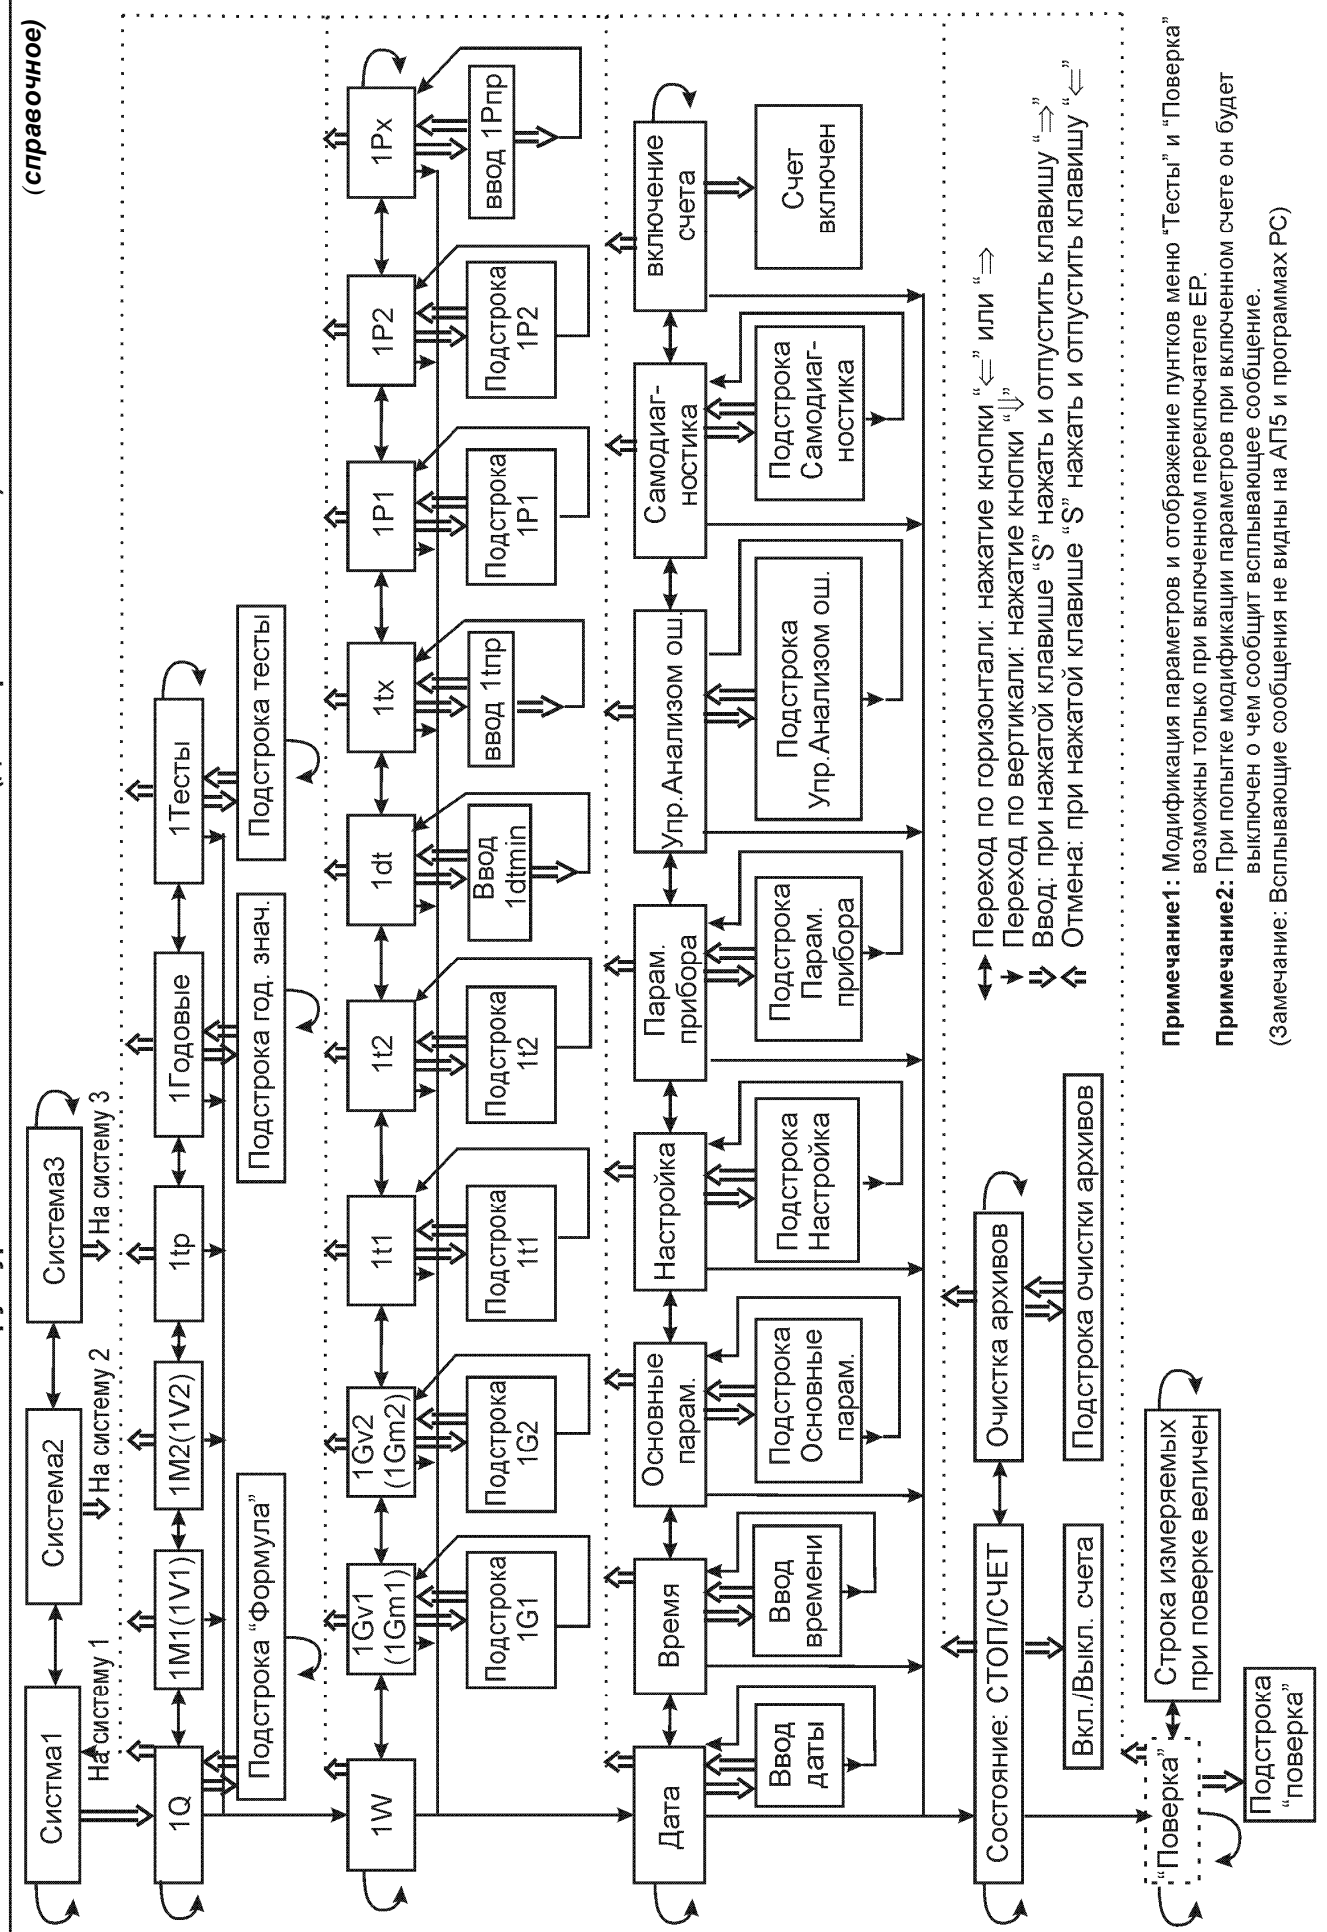 (справочное)
Систма1
Система2
Система3
На систему 1
На систему 2
На систему 3
1Q
1M1(1V1)
1M2(1V2)
1tр
1Годовые
1Тесты
Подстрока “Формула”
Подстрока год. знач.
Подстрока тесты
1W
1Gv1
(1Gm1)
1Gv2
(1Gm2)
1t1
1t2
1dt
1tx
1P1
1P2
1Px
Подстрока
1G1
Подстрока
1G2
Подстрока
1t1
Подстрока
1t2
Ввод
1dtmin
ввод 1tпр
Подстрока
1P1
Подстрока
1P2
ввод 1Рпр
Дата
Время
Основные
парам.
Настройка
Парам.
прибора
Упр.Анализом ош.
Самодиаг-
ностика
включение
счета
Ввод
даты
Ввод
времени
Подстрока
Основные
парам.
Подстрока
Настройка
Подстрока
Парам.
прибора
Подстрока
Упр.Анализом ош.
Подстрока
Самодиаг-
ностика
Счет
включен
Состояние: СТОП/СЧЕТ
Очистка архивов
Вкл./Выкл. счета
Подстрока очистки архивов
“Поверка”
Строка измеряемых
при поверке величен
Подстрока
“поверка”
Переход по горизонтали: нажатие кнопки “⇐” или “⇒
Переход по вертикали: нажатие кнопки “⇓”
Ввод: при нажатой клавише “S” нажать и отпустить клавишу “⇒”
Отмена: при нажатой клавише “S” нажать и отпустить клавишу “⇐”
Примечание1: Модификация параметров и отображение пунтков меню “Тесты” и “Поверка”
возможны только при включенном переключателе ЕР.
Примечание2: При попытке модификации параметров при включенном счете он будет
выключен о чем сообщит всплывающее сообщение.
(Замечание: Всплывающие сообщения не видны на АП5 и программах РС)